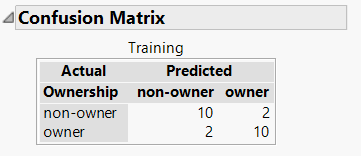 Confusion Matrix
Training
Actual Predicted
Ownership non-owner owner
non-owner 10 2
owner 2 10